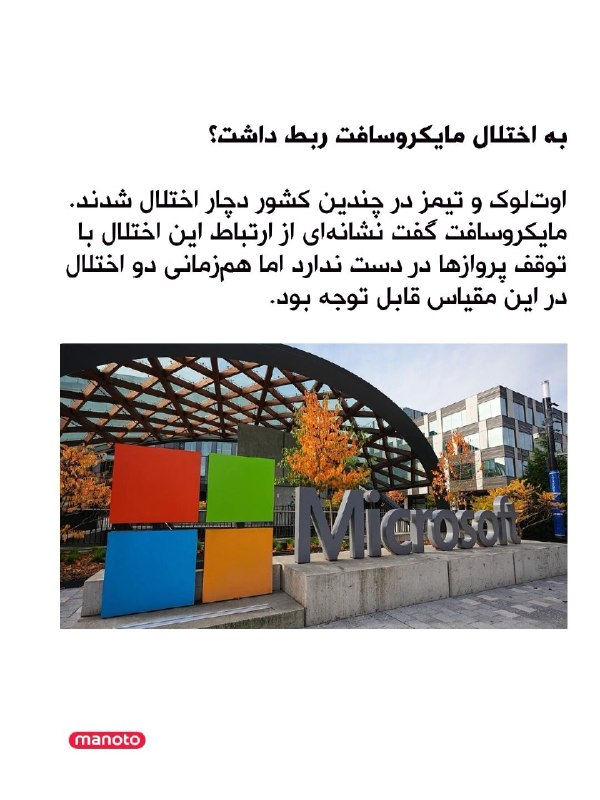 به اختلال مایکروسافت ربط داشت؟
اوت‌لوک و تیمز در چندین کشور دچار اختلال شدند.
مایکروسافت گفت نشانه‌ای از ارتباط این اختلال با
توقف پروازها در دست ندارد اما هم‌زمانی دو اختلال
در این مقیاس قابل توجه بود.
Microsoft
manoto